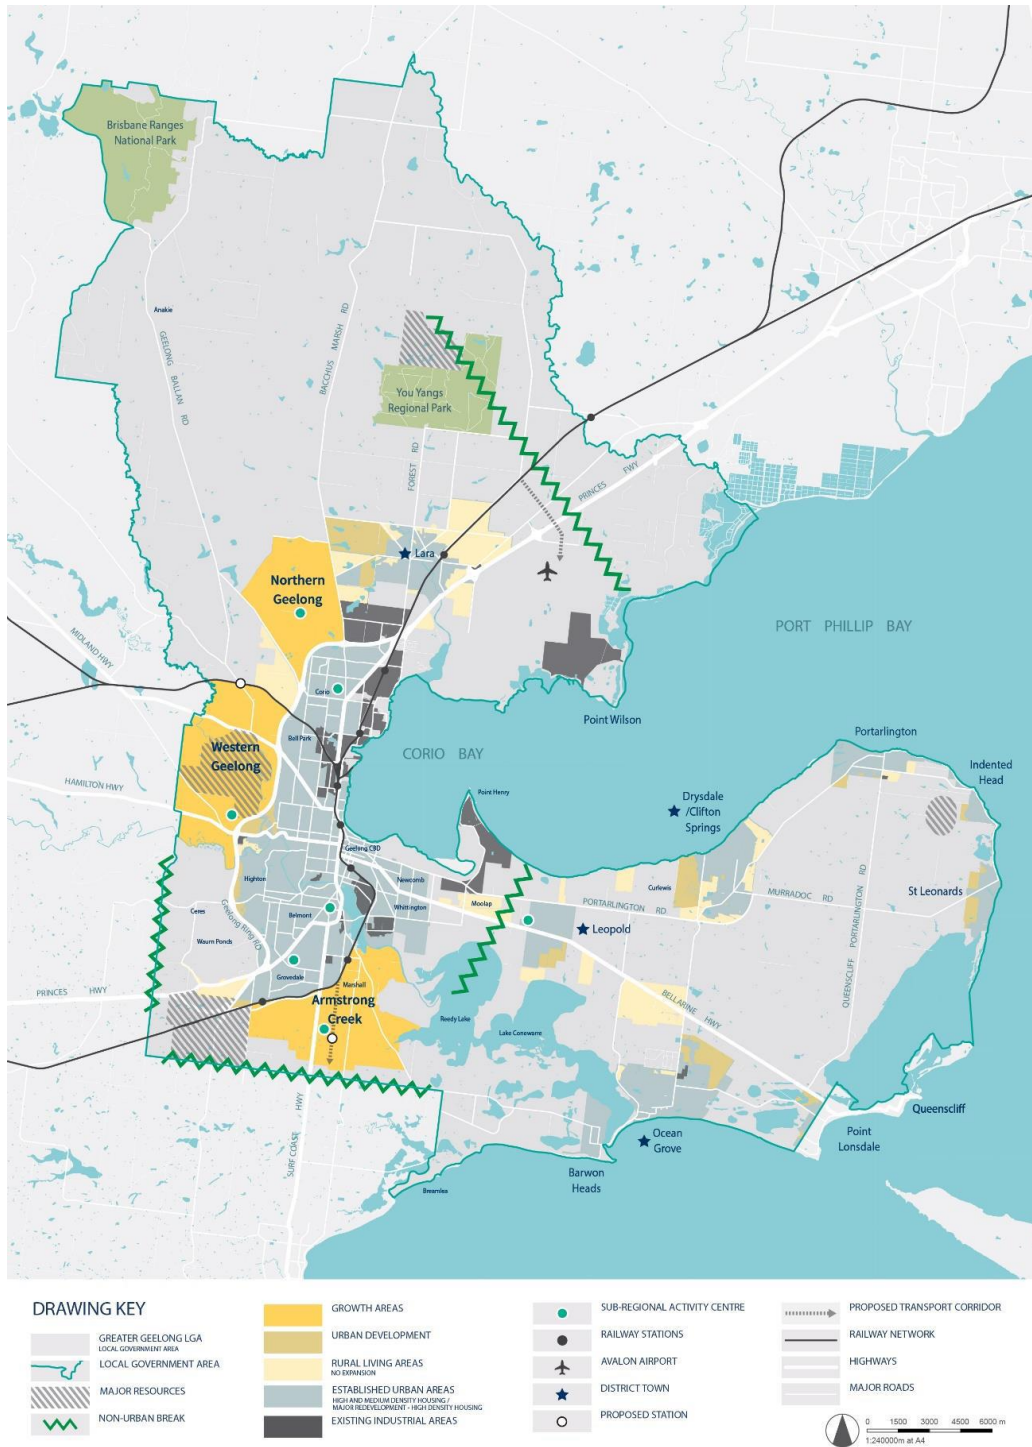 Brisbane Ranges
National Park
Anakie
GEELONG BALLAN RD
BACCHUS MARSH RD
You Yangs
Regional Park
FOREST RD
PRINCES FWY
Lara
Northern
Geelong
MIDLAND HWY
PORT PHILLIP BAY
Corio
Point Wilson
Bell Park
Western
Geelong
CORIO BAY
Portarlington
Indented
Head
HAMILTON HWY
Point Henry
Drysdale
/Clifton
Springs
Geelong CBD
Highton
Newcomb
Curlewis
MURRADOC RD
St Leonards
Moolap
PORTARLINGTON RD
Whittington
Ceres
Belmont
Leopold
Geelong Ring RD
Waurn Ponds
QUEENSCLIFF PORTARLINGTON RD
Grovedale
Marshall
PRINCES HWY
Armstrong
Creek
BELLARINE HWY
Reedy Lake
Lake Connewarre
SURF COAST HWY
Queenscliff
Point
Lonsdale
Ocean
Grove
Barwon
Heads
Breamlea
DRAWING KEY
GREATER GEELONG LGA
LOCAL GOVERNMENT AREA
LOCAL GOVERNMENT AREA
MAJOR RESOURCES
NON-URBAN BREAK
GROWTH AREAS
URBAN DEVELOPMENT
RURAL LIVING AREAS
NO EXPANSION
ESTABLISHED URBAN AREAS
HIGH AND MEDIUM DENSITY HOUSING /
MAJOR REDEVELOPMENT - HIGH DENSITY HOUSING
EXISTING INDUSTRIAL AREAS
SUB-REGIONAL ACTIVITY CENTRE
RAILWAY STATIONS
AVALON AIRPORT
DISTRICT TOWN
PROPOSED STATION
PROPOSED TRANSPORT CORRIDOR
RAILWAY NETWORK
HIGHWAYS
MAJOR ROADS
0 1500 3000 4500 6000 m
1:240000m at A4